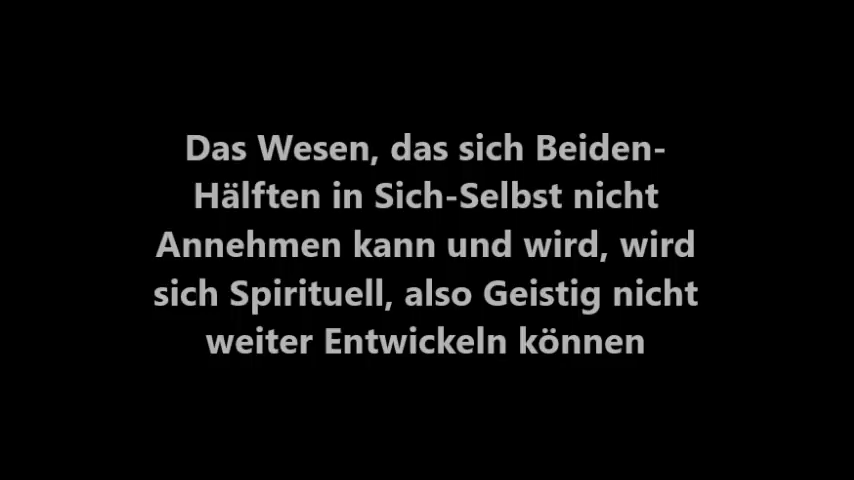 Das Wesen, das sich Beiden-
Hälften in Sich-Selbst nicht
Annehmen kann und wird, wird
sich Spirituell, also Geistig nicht
weiter Entwickeln können